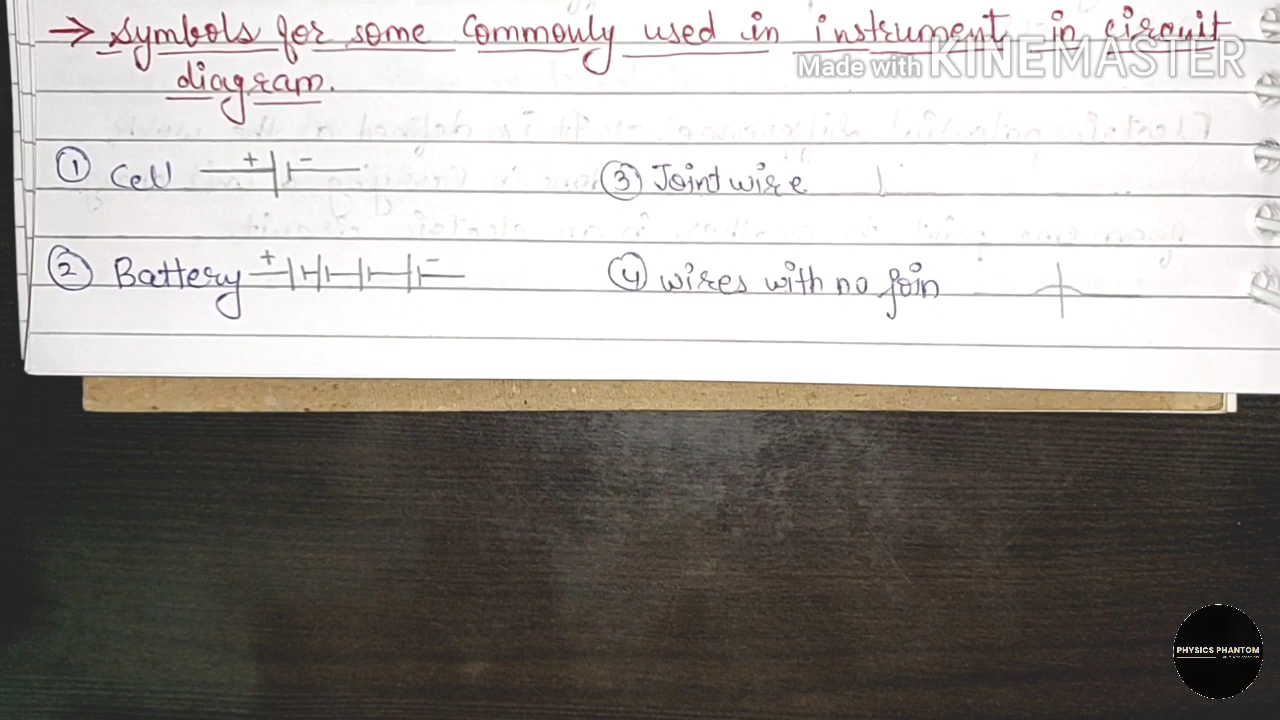 → Symbols for some commonly used in instrument in circuit
diagram.
Made with KINEMASTER
① Cell + -
③ Joint wire
② Battery + -
④ wires with no join
PHYSICS PHANTOM